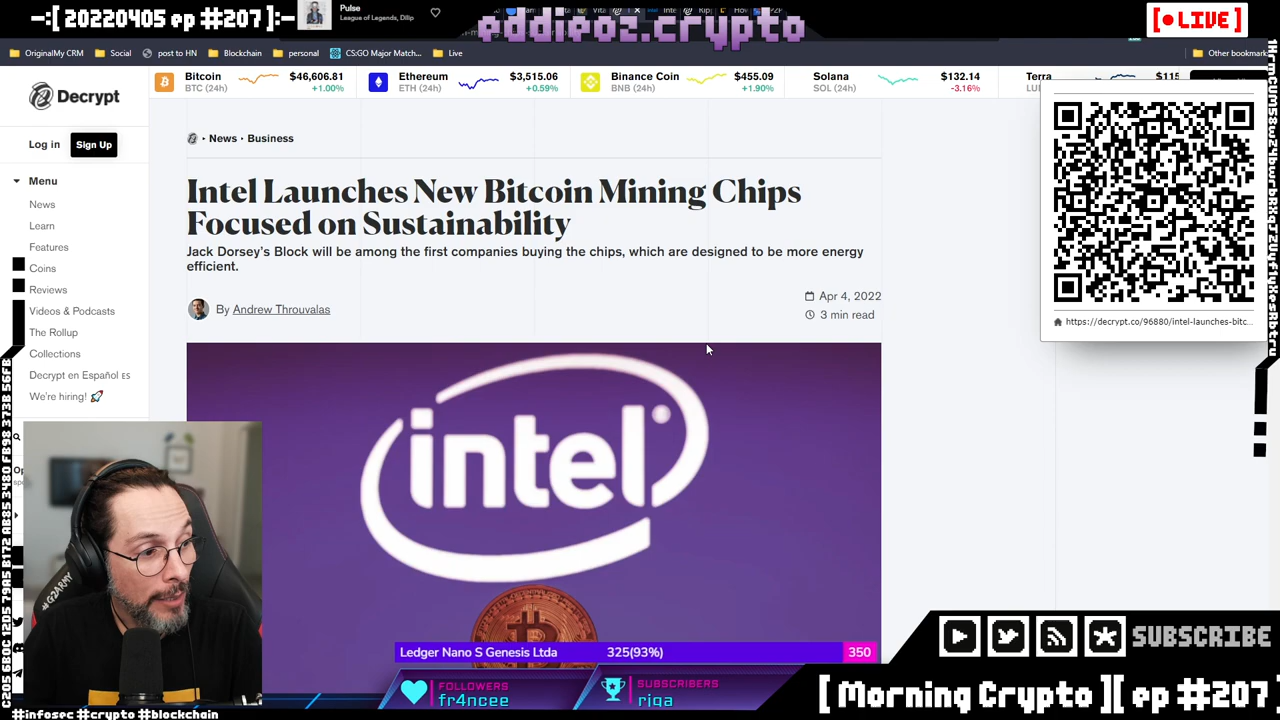 -:[ 20220405 ep #207]:-
Pulse
League of Legends, Dillip
eddieoz.crypto
[● LIVE]
OriginalMy CRM
Social
post to HN
Blockchain
personal
CS:GO Major Match...
Live
Other bookmark
Decrypt
Bitcoin $46,606.81
BTC (24h) +1.00%
Ethereum $3,515.06
ETH (24h) +0.59%
Binance Coin $455.09
BNB (24h) +1.90%
Solana $132.14
SOL (24h) -3.16%
Terra
Log in
Sign Up
Menu
News
Learn
Features
Coins
Reviews
Videos & Podcasts
The Rollup
Collections
Decrypt en Español ES
We're hiring! 🚀
News · Business
Intel Launches New Bitcoin Mining Chips
Focused on Sustainability
Jack Dorsey's Block will be among the first companies buying the chips, which are designed to be more energy
efficient.
By Andrew Throuvalas
Apr 4, 2022
3 min read
https://decrypt.co/96880/intel-launches-bitc...
intel
#G2ARMY
Ledger Nano S Genesis Ltda 325(93%) 350
FOLLOWERS
fr4ncee
SUBSCRIBERS
riqa
SUBSCRIBE
[ Morning Crypto ][ ep #207 ]
#infosec #crypto #blockchain